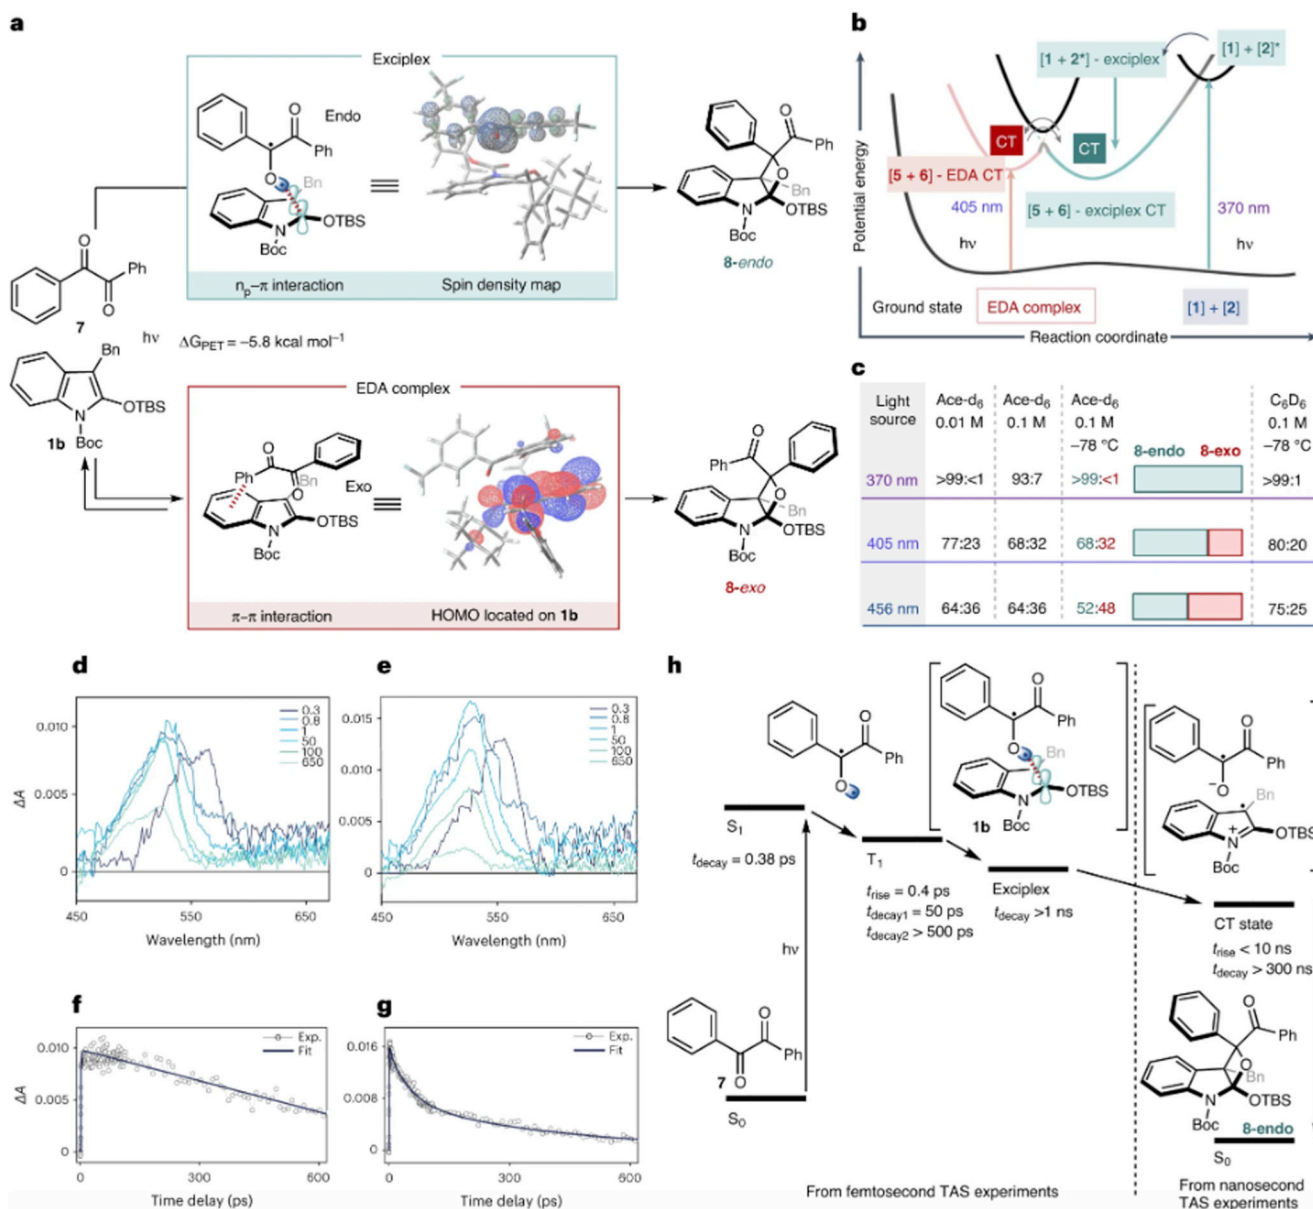 a
Exciplex
Endo
O
Ph
O
Bn
OTBS
N
Boc
n_p–π interaction
Spin density map
Ph
O
O
Bn
OTBS
N
Boc
8-endo
O
Ph
O
7
hν
ΔG_PET = –5.8 kcal mol⁻¹
Bn
OTBS
N
Boc
1b
EDA complex
O
Ph
Bn
O
Exo
OTBS
N
Boc
π–π interaction
HOMO located on 1b
O
Ph
O
Bn
OTBS
N
Boc
8-exo
b
Potential energy
[1 + 2*] - exciplex
[1] + [2]*
CT
CT
[5 + 6] - EDA CT
[5 + 6] - exciplex CT
405 nm
370 nm
hν
hν
Ground state
EDA complex
[1] + [2]
Reaction coordinate
c
Light source
Ace-d₆ 0.01 M
Ace-d₆ 0.1 M
Ace-d₆ 0.1 M –78 °C
8-endo
8-exo
C₆D₆ 0.1 M –78 °C
370 nm >99:<1 93:7 >99:<1 >99:1
405 nm 77:23 68:32 68:32 80:20
456 nm 64:36 64:36 52:48 75:25
d
0.010
0.005
0
ΔA
0.3
0.8
1
50
100
650
450 550 650
Wavelength (nm)
e
0.015
0.010
0.005
0
0.3
0.8
1
50
100
650
450 550 650
Wavelength (nm)
f
0.010
0.005
0
ΔA
Exp.
Fit
0 300 600
Time delay (ps)
g
0.016
0.008
0
Exp.
Fit
0 300 600
Time delay (ps)
h
O
Ph
O
S₁
t_decay = 0.38 ps
T₁
t_rise = 0.4 ps
t_decay1 = 50 ps
t_decay2 > 500 ps
O
Ph
O
Bn
OTBS
N
1b
Boc
Exciplex
t_decay >1 ns
O
Ph
O
–
Bn
OTBS
N
+
Boc
CT state
t_rise < 10 ns
t_decay > 300 ns
hν
O
Ph
7
O
S₀
O
Ph
O
Bn
OTBS
N
Boc
8-endo
S₀
From femtosecond TAS experiments
From nanosecond
TAS experiments